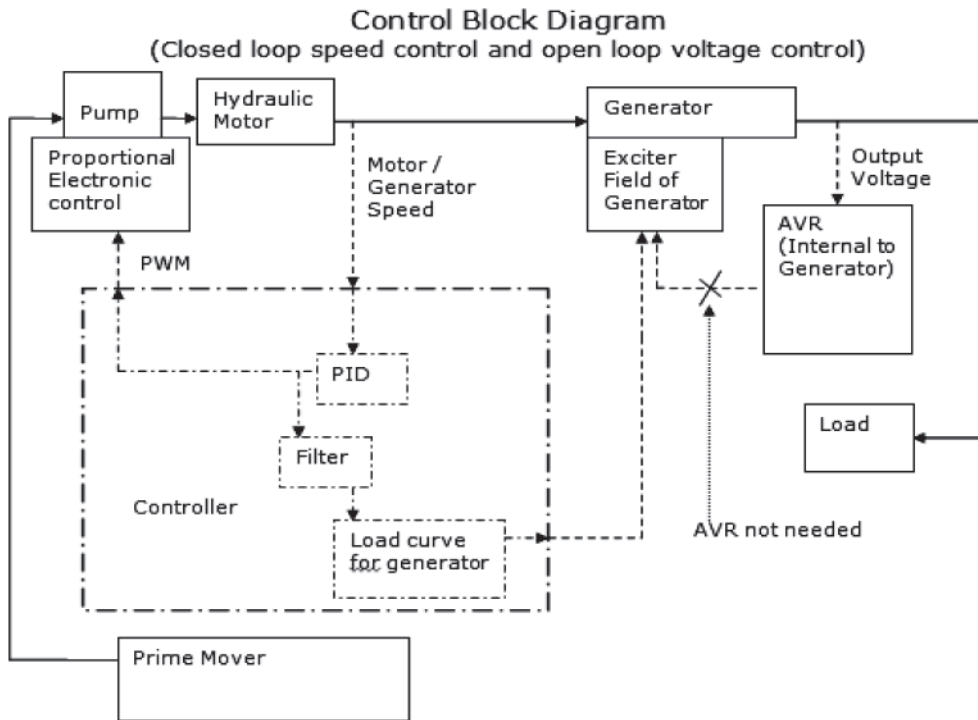 Control Block Diagram
(Closed loop speed control and open loop voltage control)
Pump
Hydraulic
Motor
Generator
Proportional
Electronic
control
Motor /
Generator
Speed
Exciter
Field of
Generator
Output
Voltage
AVR
(Internal to
Generator)
PWM
PID
Filter
Load
Controller
Load curve
for generator
AVR not needed
Prime Mover